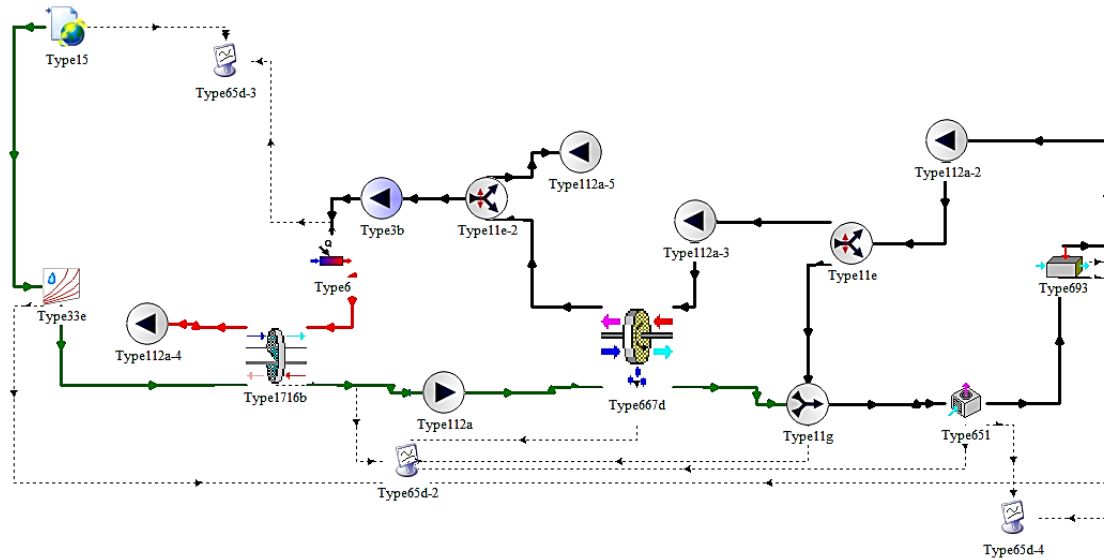 Type15
Type65d-3
Type112a-5
Type112a-2
Type3b
Type11e-2
Type112a-3
Type11e
Type6
Type693
Type33e
Type112a-4
Type1716b
Type112a
Type667d
Type11g
Type651
Type65d-2
Type65d-4